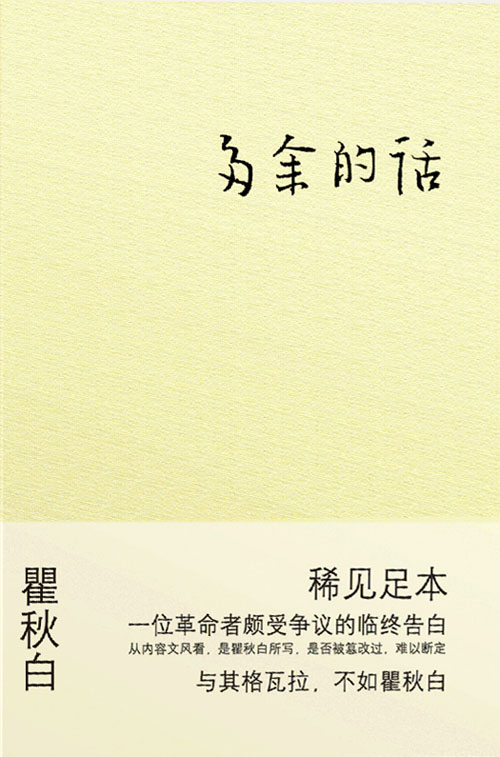 多余的话
瞿秋白
稀见足本
一位革命者颇受争议的临终告白
从内容文风看，是瞿秋白所写，是否被篡改过，难以断定
与其格瓦拉，不如瞿秋白